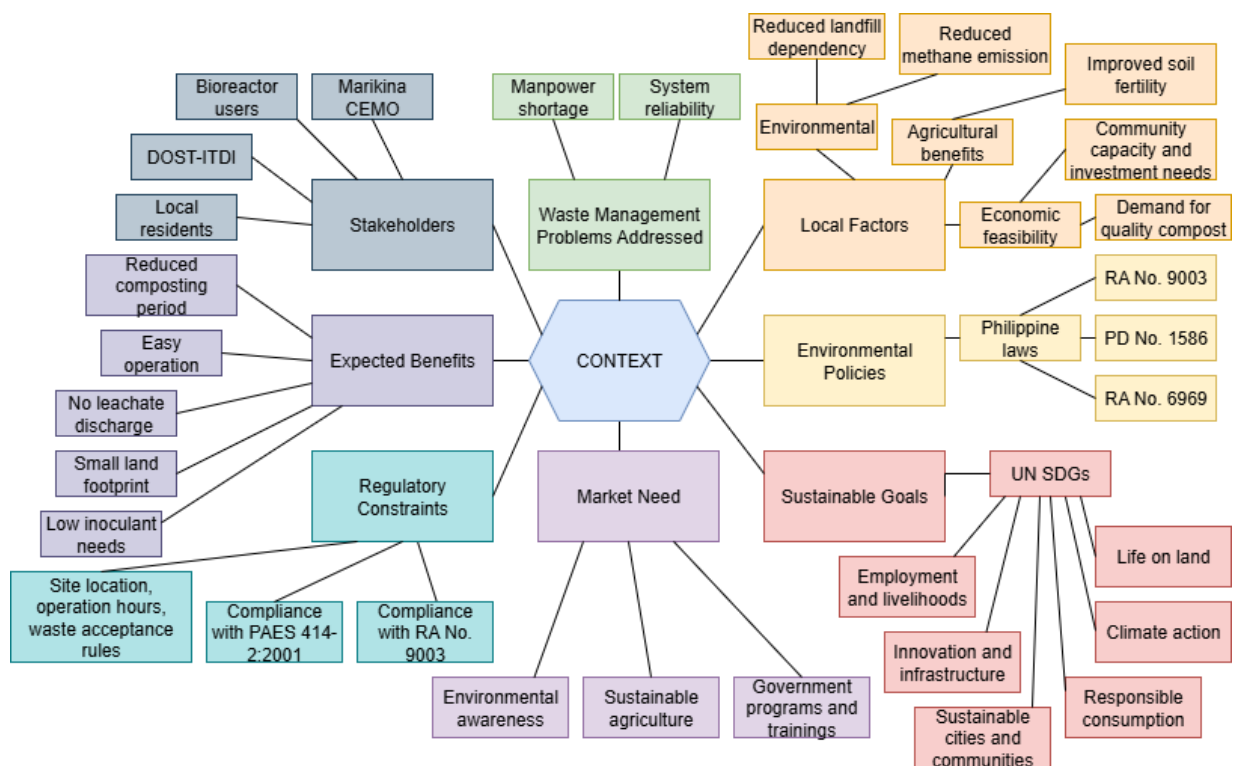 Reduced landfill
dependency
Reduced
methane emission
Improved soil
fertility
Environmental
Agricultural
benefits
Community
capacity and
investment needs
Local Factors
Economic
feasibility
Demand for
quality compost
Bioreactor
users
Marikina
CEMO
DOST-ITDI
Local
residents
Stakeholders
Manpower
shortage
System
reliability
Waste Management
Problems Addressed
Reduced
composting
period
Easy
operation
No leachate
discharge
Small land
footprint
Low inoculant
needs
Expected Benefits
CONTEXT
Environmental
Policies
Philippine
laws
RA No. 9003
PD No. 1586
RA No. 6969
Regulatory
Constraints
Site location,
operation hours,
waste acceptance
rules
Compliance
with PAES 414-
2:2001
Compliance
with RA No.
9003
Market Need
Environmental
awareness
Sustainable
agriculture
Government
programs and
trainings
Sustainable Goals
UN SDGs
Employment
and livelihoods
Innovation and
infrastructure
Sustainable
cities and
communities
Responsible
consumption
Climate action
Life on land